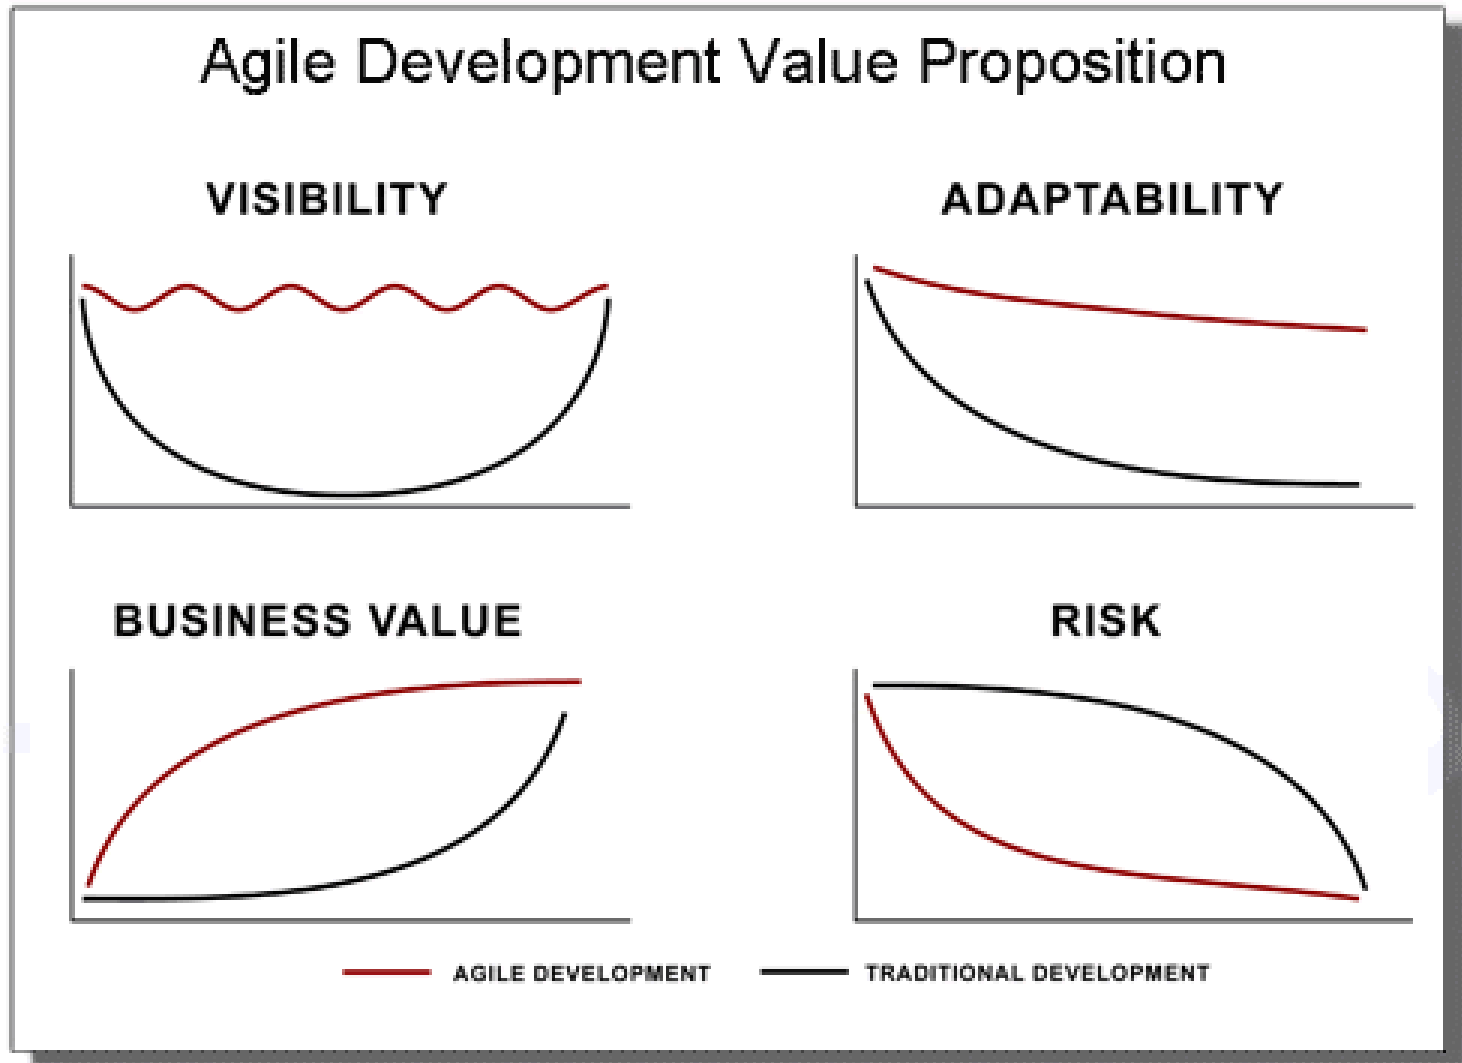 Agile Development Value Proposition
VISIBILITY
ADAPTABILITY
BUSINESS VALUE
RISK
AGILE DEVELOPMENT
TRADITIONAL DEVELOPMENT